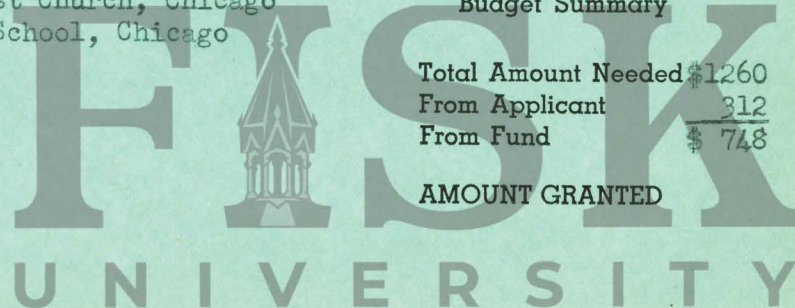 st Church, Chicago
School, Chicago
Budget Summary
Total Amount Needed $1260
From Applicant 312
From Fund $ 748
AMOUNT GRANTED
FISK
UNIVERSITY